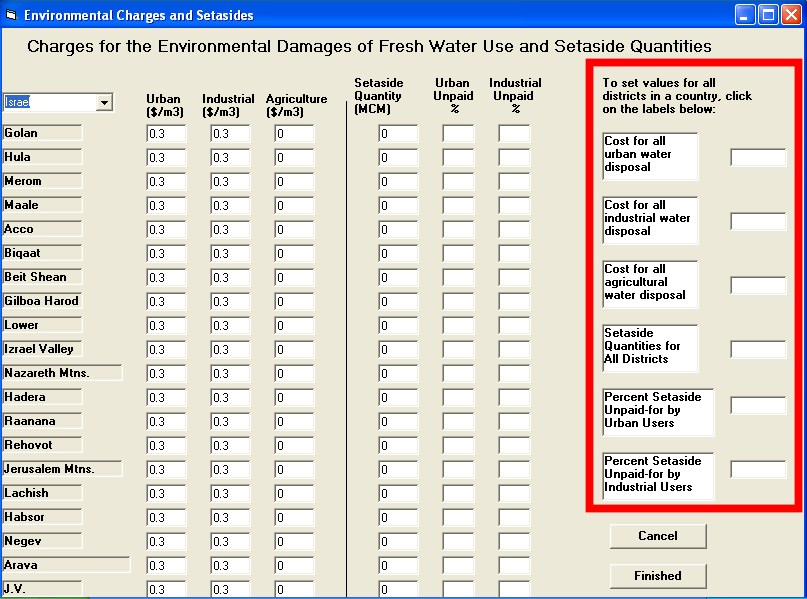 Environmental Charges and Setasides
Charges for the Environmental Damages of Fresh Water Use and Setaside Quantities
Israel
Urban ($/m3) Industrial ($/m3) Agriculture ($/m3) Setaside Quantity (MCM) Urban Unpaid % Industrial Unpaid %
Golan 0.3 0.3 0 0
Hula 0.3 0.3 0 0
Merom 0.3 0.3 0 0
Maale 0.3 0.3 0 0
Acco 0.3 0.3 0 0
Biqaat 0.3 0.3 0 0
Beit Shean 0.3 0.3 0 0
Gilboa Harod 0.3 0.3 0 0
Lower 0.3 0.3 0 0
Izrael Valley 0.3 0.3 0 0
Nazareth Mtns. 0.3 0.3 0 0
Hadera 0.3 0.3 0 0
Raanana 0.3 0.3 0 0
Rehovot 0.3 0.3 0 0
Jerusalem Mtns. 0.3 0.3 0 0
Lachish 0.3 0.3 0 0
Habsor 0.3 0.3 0 0
Negev 0.3 0.3 0 0
Arava 0.3 0.3 0 0
J.V. 0.3 0.3 0 0
To set values for all
districts in a country, click
on the labels below:
Cost for all
urban water
disposal
Cost for all
industrial water
disposal
Cost for all
agricultural
water disposal
Setaside
Quantities for
All Districts
Percent Setaside
Unpaid-for by
Urban Users
Percent Setaside
Unpaid-for by
Industrial Users
Cancel
Finished